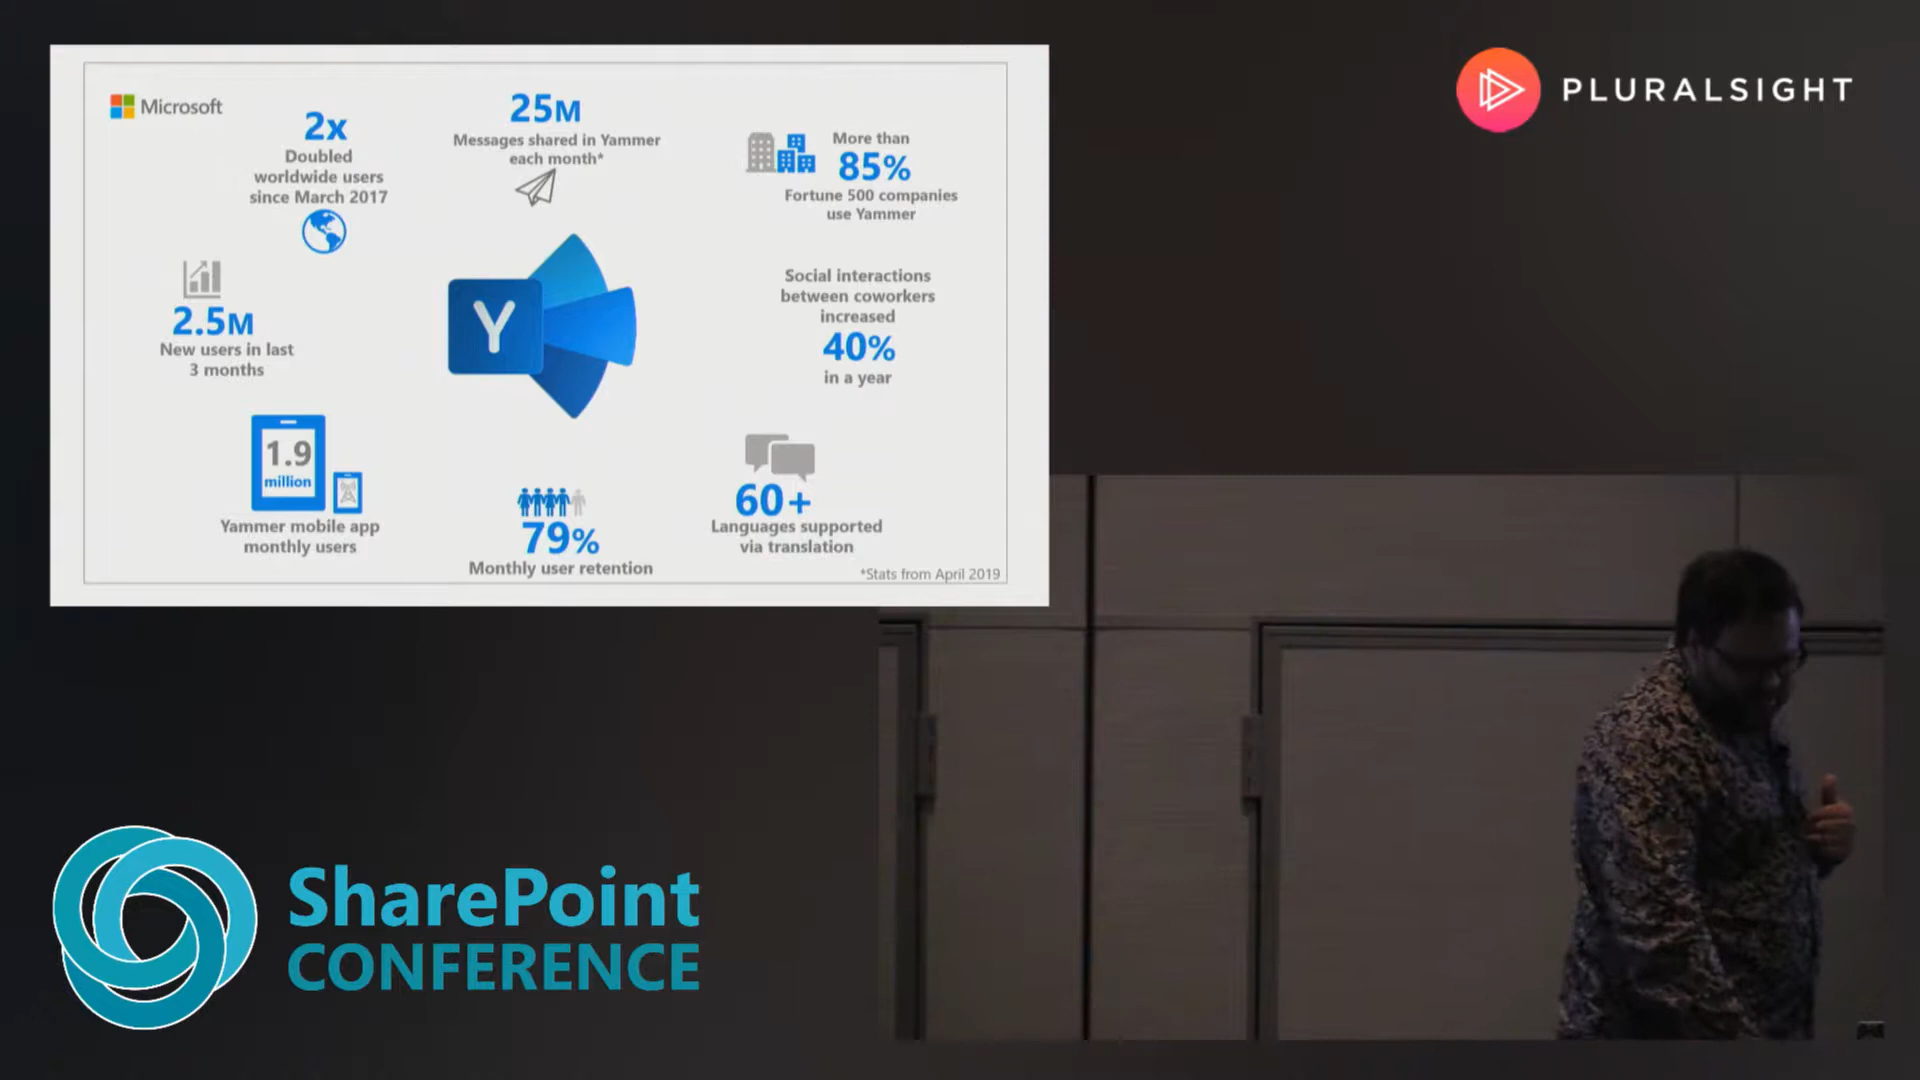 Microsoft
2x
Doubled
worldwide users
since March 2017
25M
Messages shared in Yammer
each month*
More than
85%
Fortune 500 companies
use Yammer
2.5M
New users in last
3 months
Y
Social interactions
between coworkers
increased
40%
in a year
1.9
million
Yammer mobile app
monthly users
79%
Monthly user retention
60+
Languages supported
via translation
*Stats from April 2019
PLURALSIGHT
SharePoint
CONFERENCE